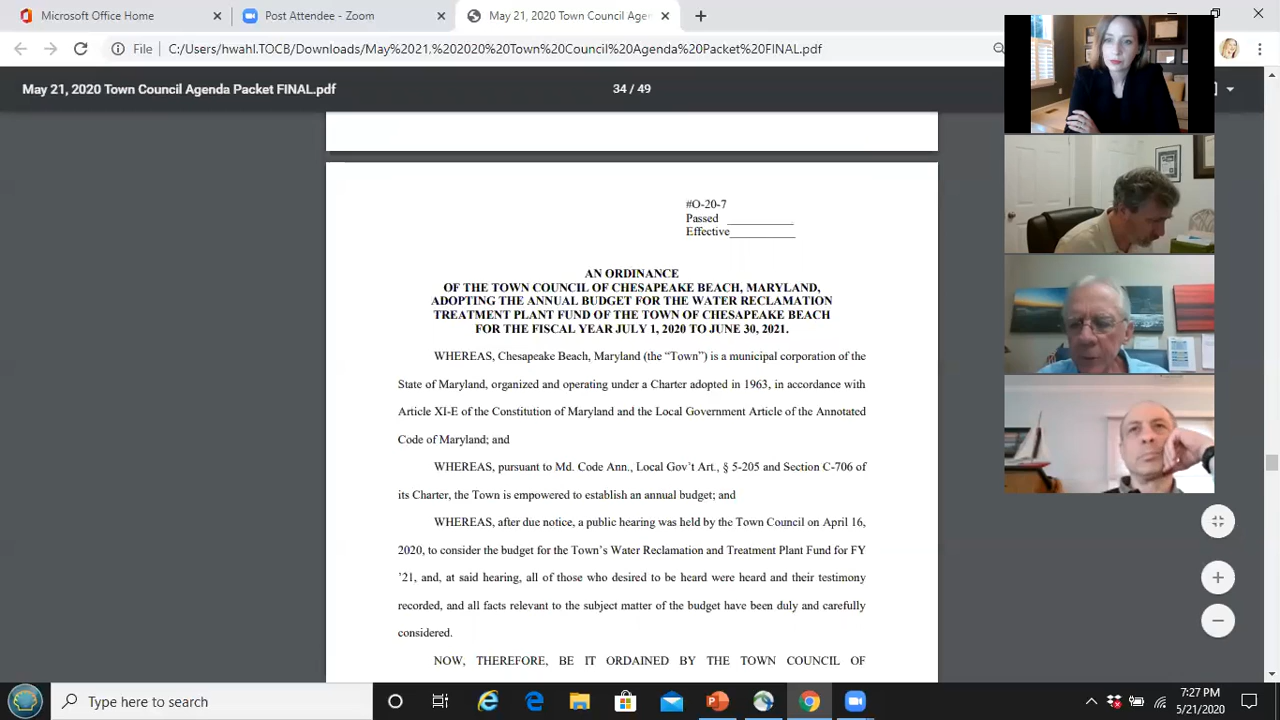 Microsoft Office Home
Post Attendee - Zoom
May 21, 2020 Town Council Agen
File
C:/Users/hwahl.TOCB/Downloads/May%2021,%202020%20Town%20Council%20Agenda%20Packet%20FINAL.pdf
May 21, 2020 Town Council Agenda Packet FINAL.pdf
34 / 49
#O-20-7
Passed ___________
Effective___________
AN ORDINANCE
OF THE TOWN COUNCIL OF CHESAPEAKE BEACH, MARYLAND,
ADOPTING THE ANNUAL BUDGET FOR THE WATER RECLAMATION
TREATMENT PLANT FUND OF THE TOWN OF CHESAPEAKE BEACH
FOR THE FISCAL YEAR JULY 1, 2020 TO JUNE 30, 2021.
WHEREAS, Chesapeake Beach, Maryland (the “Town”) is a municipal corporation of the
State of Maryland, organized and operating under a Charter adopted in 1963, in accordance with
Article XI-E of the Constitution of Maryland and the Local Government Article of the Annotated
Code of Maryland; and
WHEREAS, pursuant to Md. Code Ann., Local Gov’t Art., § 5-205 and Section C-706 of
its Charter, the Town is empowered to establish an annual budget; and
WHEREAS, after due notice, a public hearing was held by the Town Council on April 16,
2020, to consider the budget for the Town’s Water Reclamation and Treatment Plant Fund for FY
’21, and, at said hearing, all of those who desired to be heard were heard and their testimony
recorded, and all facts relevant to the subject matter of the budget have been duly and carefully
considered.
NOW, THEREFORE, BE IT ORDAINED BY THE TOWN COUNCIL OF
Type here to search
7:27 PM
5/21/2020